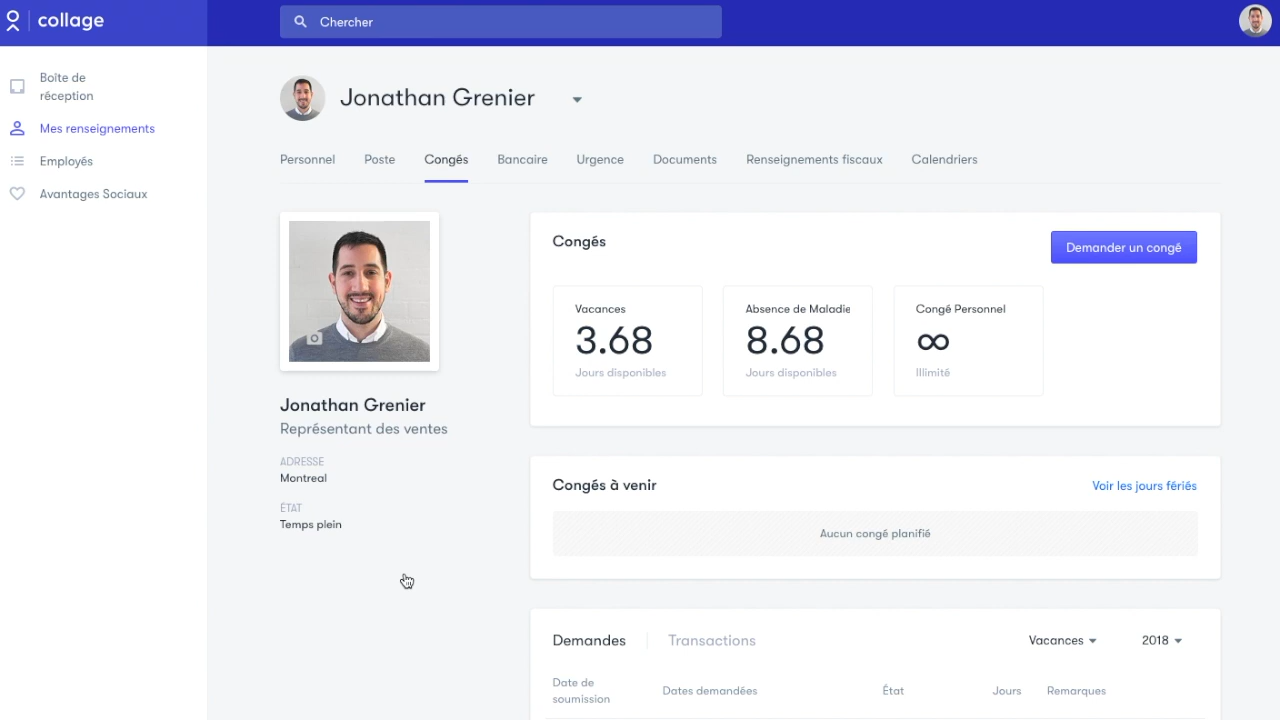 collage
Chercher
Boîte de
réception
Mes renseignements
Employés
Avantages Sociaux
Jonathan Grenier
Personnel Poste Congés Bancaire Urgence Documents Renseignements fiscaux Calendriers
Jonathan Grenier
Représentant des ventes
ADRESSE
Montreal
ÉTAT
Temps plein
Congés
Demander un congé
Vacances
3.68
Jours disponibles
Absence de Maladie
8.68
Jours disponibles
Congé Personnel
∞
Illimité
Congés à venir
Voir les jours fériés
Aucun congé planifié
Demandes Transactions
Vacances 2018
Date de
soumission
Dates demandées État Jours Remarques